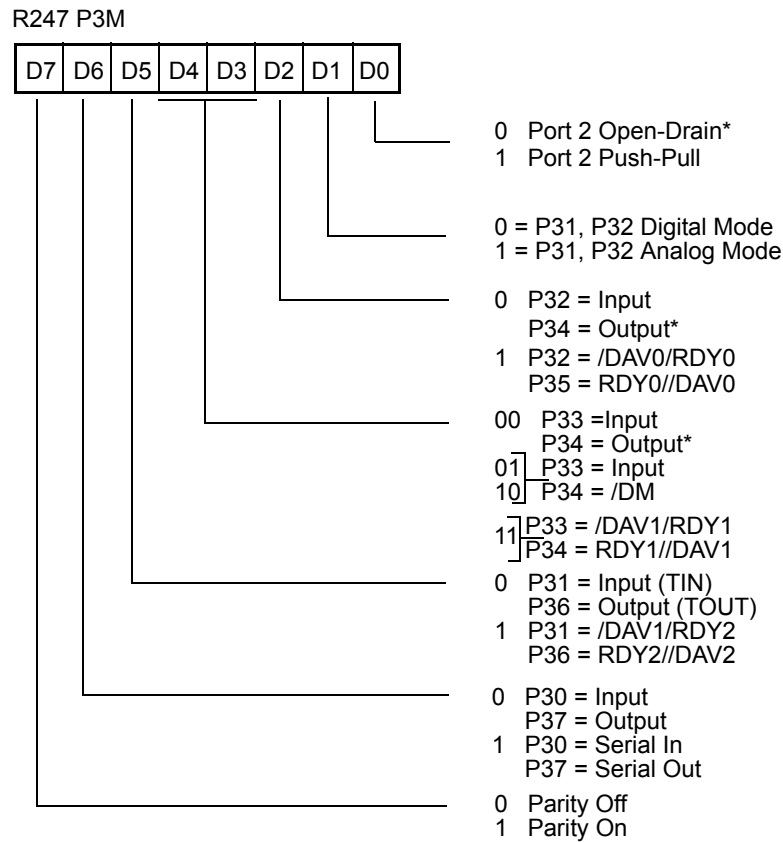 R247 P3M
D7 D6 D5 D4 D3 D2 D1 D0
0 Port 2 Open-Drain*
1 Port 2 Push-Pull
0 = P31, P32 Digital Mode
1 = P31, P32 Analog Mode
0 P32 = Input
P34 = Output*
1 P32 = /DAV0/RDY0
P35 = RDY0//DAV0
00 P33 =Input
P34 = Output*
01 P33 = Input
10 P34 = /DM
11 P33 = /DAV1/RDY1
P34 = RDY1//DAV1
0 P31 = Input (TIN)
P36 = Output (TOUT)
1 P31 = /DAV1/RDY2
P36 = RDY2//DAV2
0 P30 = Input
P37 = Output
1 P30 = Serial In
P37 = Serial Out
0 Parity Off
1 Parity On